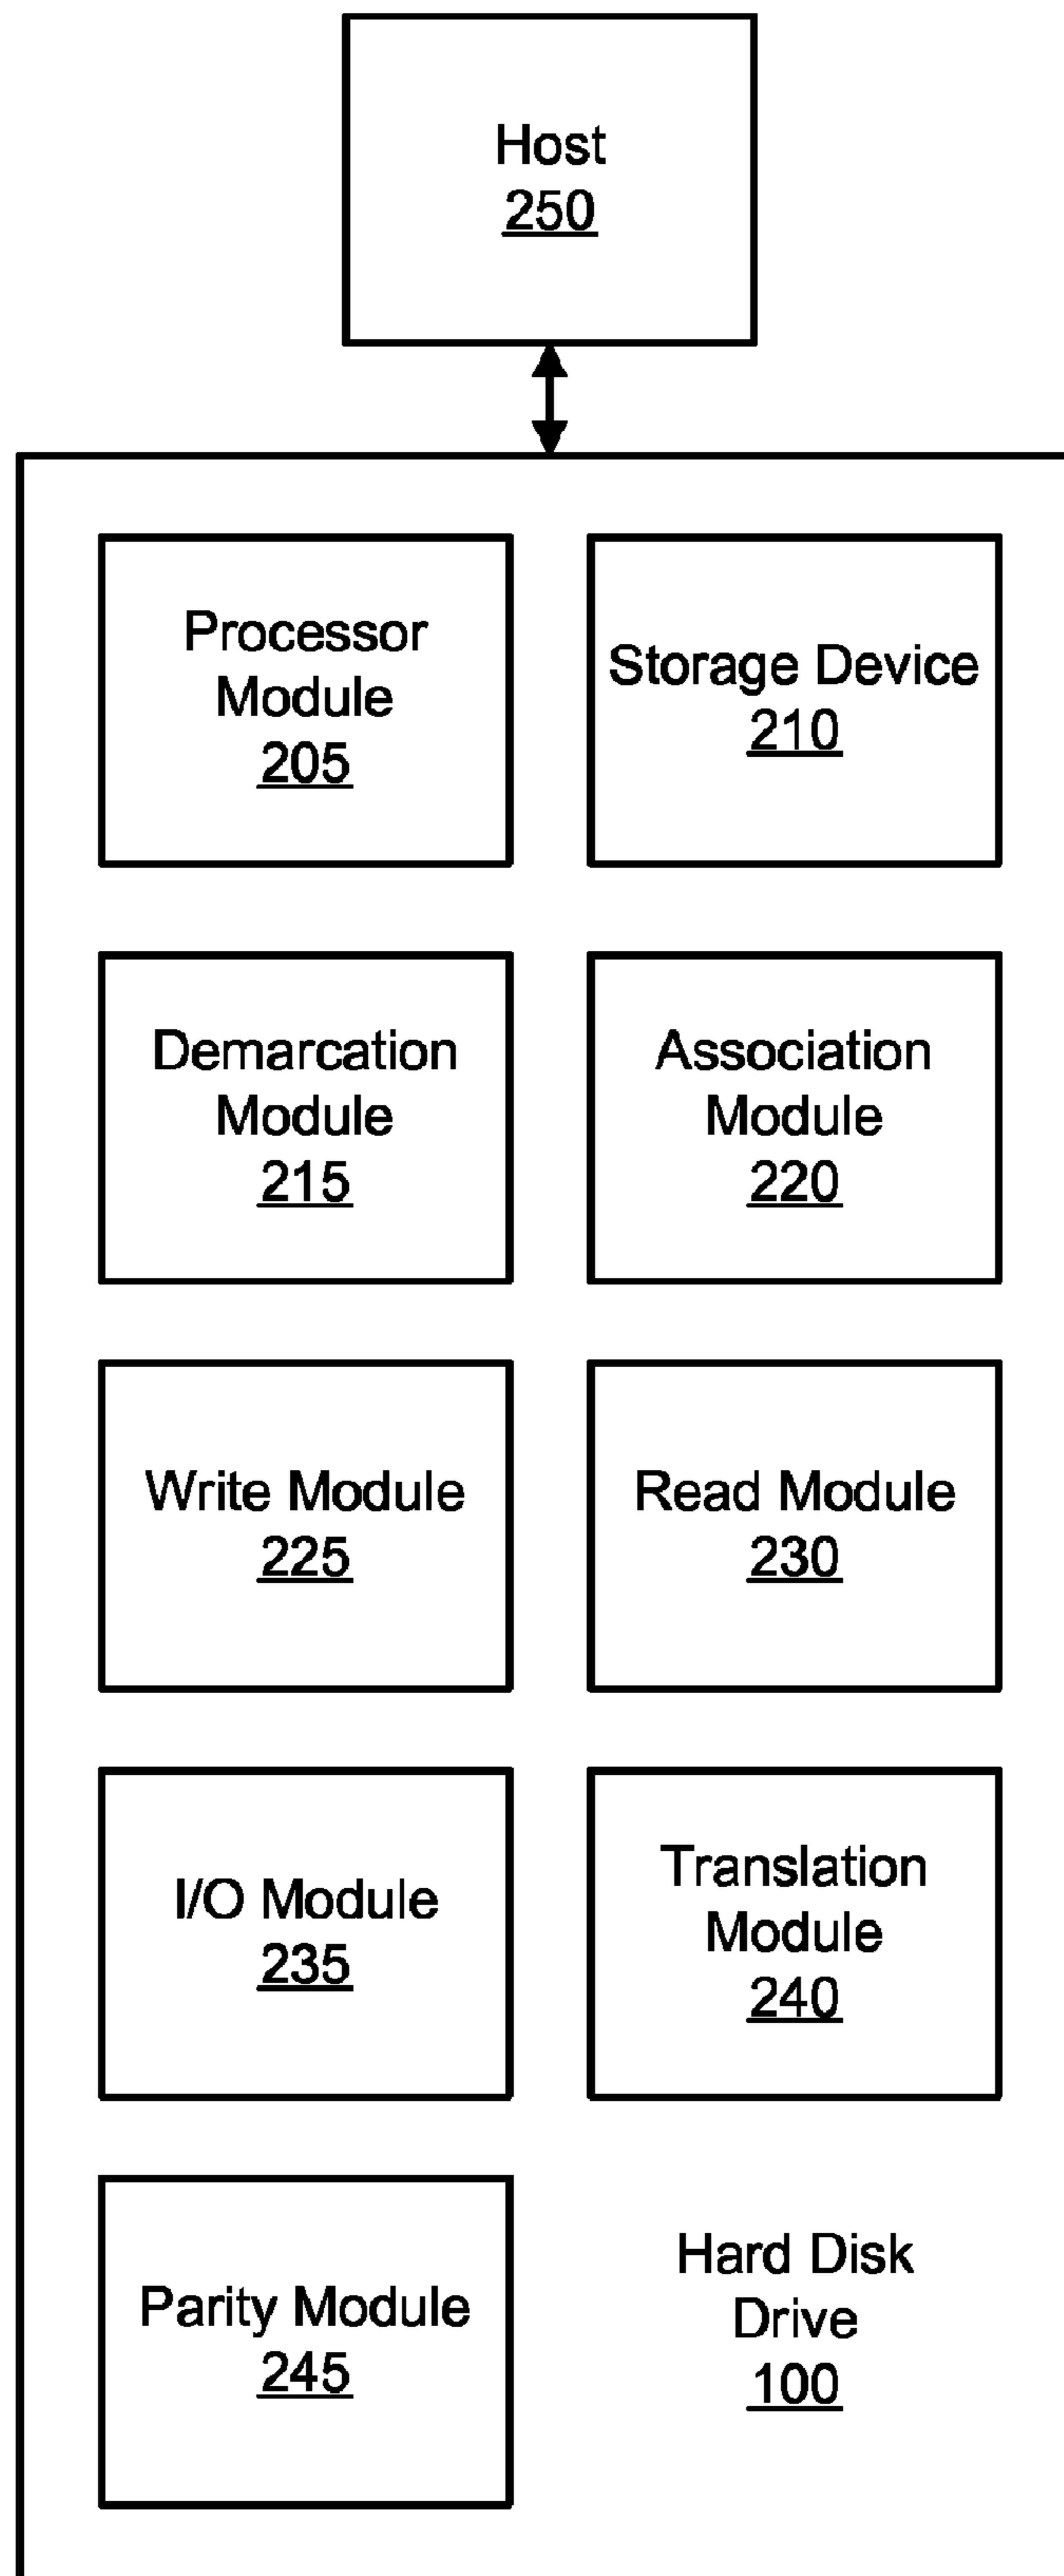 Host
250
Processor
Module
205
Storage Device
210
Demarcation
Module
215
Association
Module
220
Write Module
225
Read Module
230
I/O Module
235
Translation
Module
240
Parity Module
245
Hard Disk
Drive
100